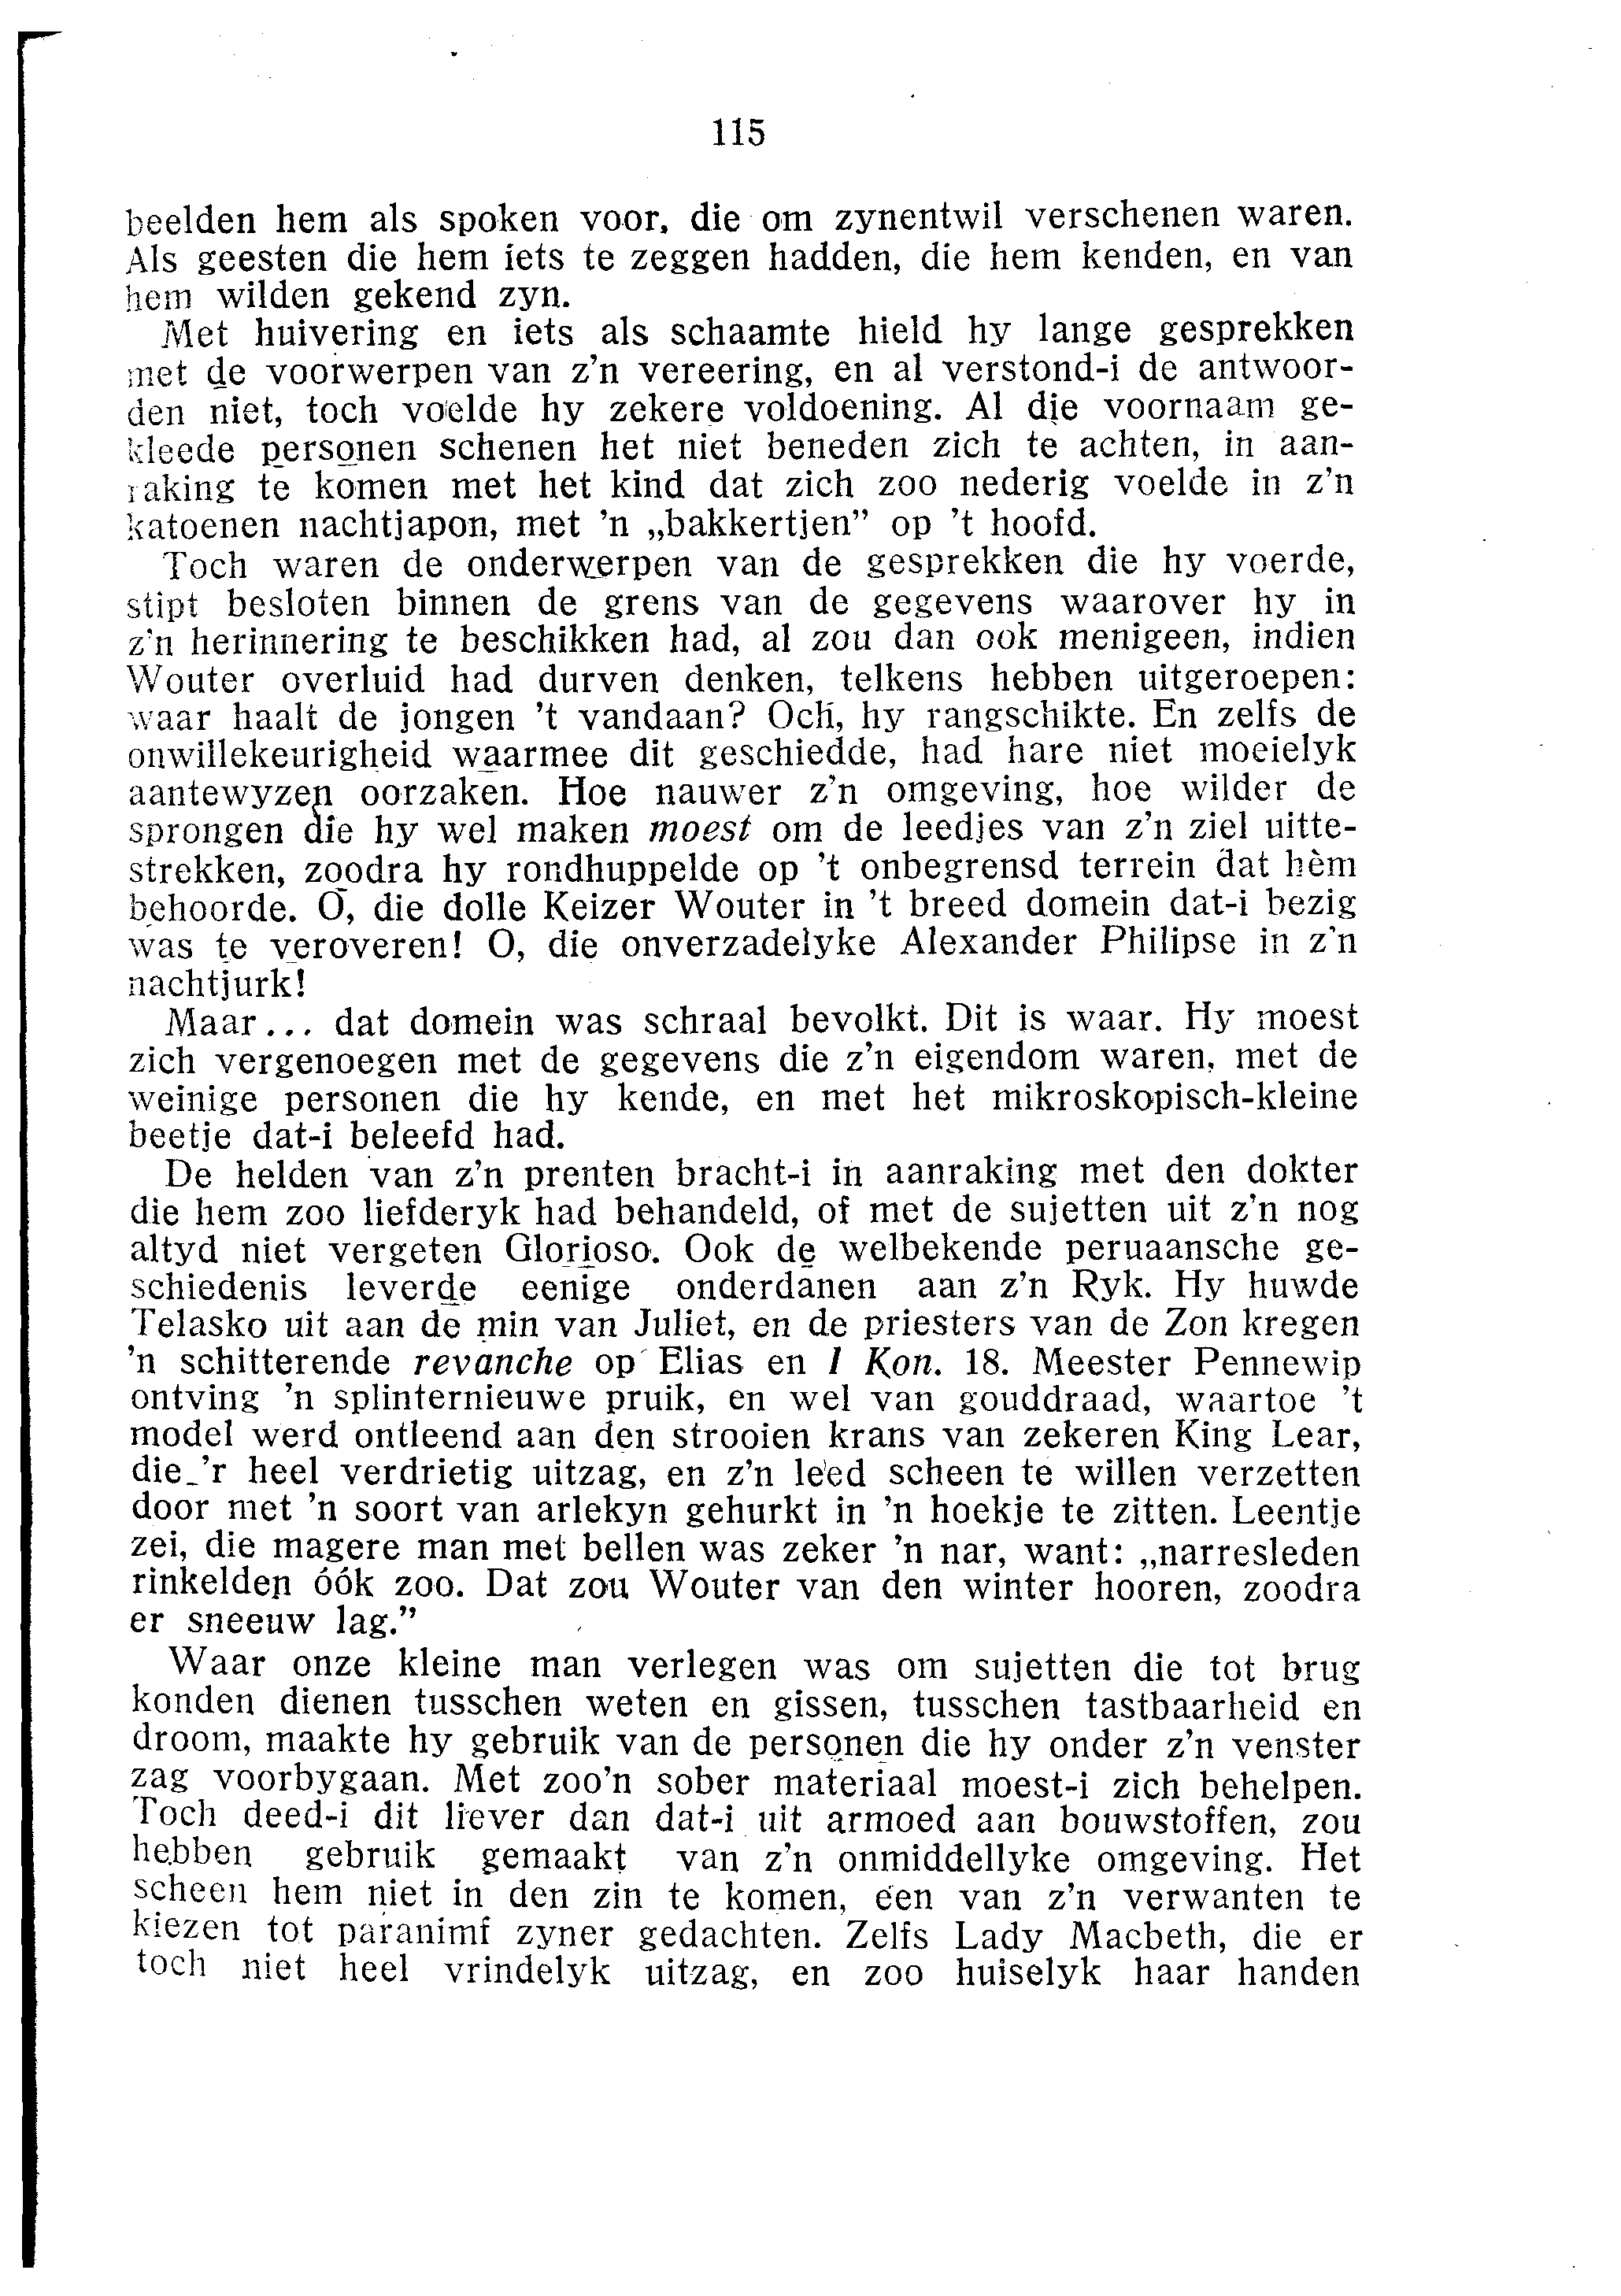 115
beelden hem als spoken voor, die om zynentwil verschenen waren.
Als geesten die hem iets te zeggen hadden, die hem kenden, en van
hem wilden gekend zyn.
Met huivering en iets als schaamte hield hy lange gesprekken
met de voorwerpen van z'n vereering, en al verstond-i de antwoor-
den niet, toch voelde hy zekere voldoening. Al die voornaam ge-
kleede personen schenen het niet beneden zich te achten, in aan-
raking te komen met het kind dat zich zoo nederig voelde in z'n
katoenen nachtjapon, met 'n „bakkertjen” op 't hoofd.
Toch waren de onderwerpen van de gesprekken die hy voerde,
stipt besloten binnen de grens van de gegevens waarover hy in
z'n herinnering te beschikken had, al zou dan ook menigeen, indien
Wouter overluid had durven denken, telkens hebben uitgeroepen:
waar haalt de jongen 't vandaan? Och, hy rangschikte. En zelfs de
onwillekeurigheid waarmee dit geschiedde, had hare niet moeielyk
aantewyzen oorzaken. Hoe nauwer z'n omgeving, hoe wilder de
sprongen die hy wel maken moest om de leedjes van z'n ziel uitte-
strekken, zoodra hy rondhuppelde op 't onbegrensd terrein dat hèm
behoorde. O, die dolle Keizer Wouter in 't breed domein dat-i bezig
was te veroveren! O, die onverzadelyke Alexander Philipse in z'n
nachtjurk!
Maar... dat domein was schraal bevolkt. Dit is waar. Hy moest
zich vergenoegen met de gegevens die z'n eigendom waren, met de
weinige personen die hy kende, en met het mikroskopisch-kleine
beetje dat-i beleefd had.
De helden van z'n prenten bracht-i in aanraking met den dokter
die hem zoo liefderyk had behandeld, of met de sujetten uit z'n nog
altyd niet vergeten Glorioso. Ook de welbekende peruaansche ge-
schiedenis leverde eenige onderdanen aan z'n Ryk. Hy huwde
Telasko uit aan de min van Juliet, en de priesters van de Zon kregen
'n schitterende revanche op Elias en I Kon. 18. Meester Pennewip
ontving 'n splinternieuwe pruik, en wel van gouddraad, waartoe 't
model werd ontleend aan den strooien krans van zekeren King Lear,
die 'r heel verdrietig uitzag, en z'n leed scheen te willen verzetten
door met 'n soort van arlekyn gehurkt in 'n hoekje te zitten. Leentje
zei, die magere man met bellen was zeker 'n nar, want: „narresleden
rinkelden óók zoo. Dat zou Wouter van den winter hooren, zoodra
er sneeuw lag.”
Waar onze kleine man verlegen was om sujetten die tot brug
konden dienen tusschen weten en gissen, tusschen tastbaarheid en
droom, maakte hy gebruik van de personen die hy onder z'n venster
zag voorbygaan. Met zoo'n sober materiaal moest-i zich behelpen.
Toch deed-i dit liever dan dat-i uit armoed aan bouwstoffen, zou
hebben gebruik gemaakt van z'n onmiddellyke omgeving. Het
scheen hem niet in den zin te komen, een van z'n verwanten te
kiezen tot paranimf zyner gedachten. Zelfs Lady Macbeth, die er
toch niet heel vrindelyk uitzag, en zoo huiselyk haar handen